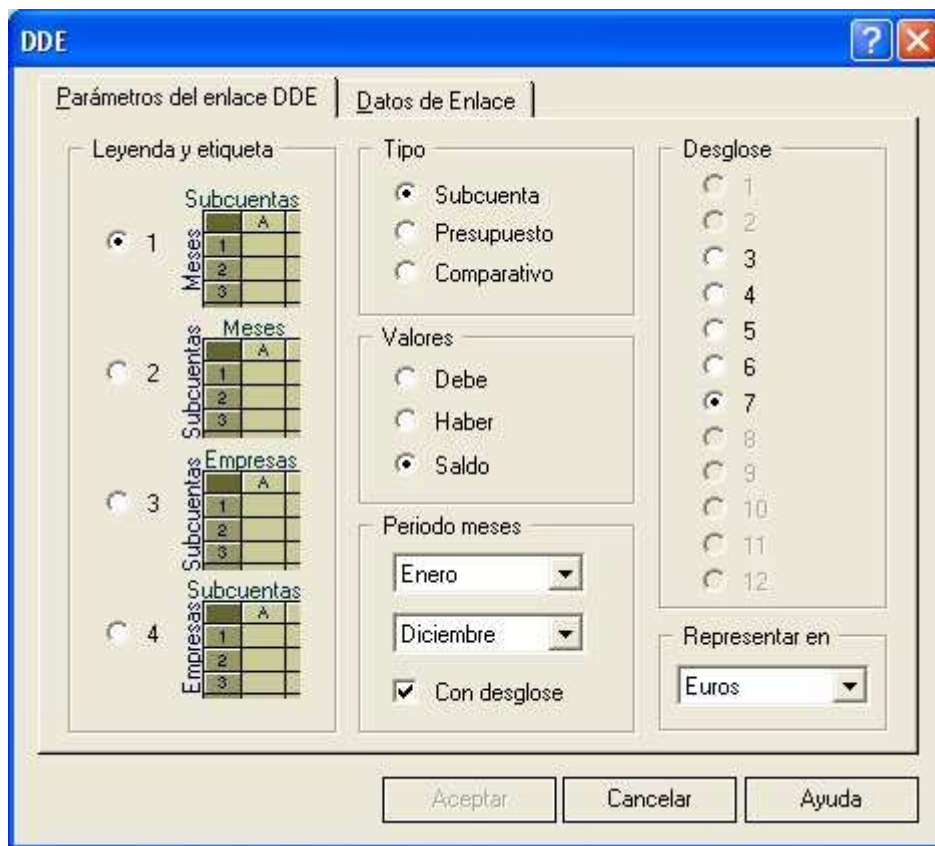 DDE
Parámetros del enlace DDE
Datos de Enlace
Leyenda y etiqueta
1
Subcuentas
Meses
A
1
2
3
2
Meses
Subcuentas
A
1
2
3
3
Empresas
Subcuentas
A
1
2
3
4
Subcuentas
Empresas
A
1
2
3
Tipo
Subcuenta
Presupuesto
Comparativo
Valores
Debe
Haber
Saldo
Periodo meses
Enero
Diciembre
Con desglose
Desglose
1
2
3
4
5
6
7
8
9
10
11
12
Representar en
Euros
Aceptar
Cancelar
Ayuda